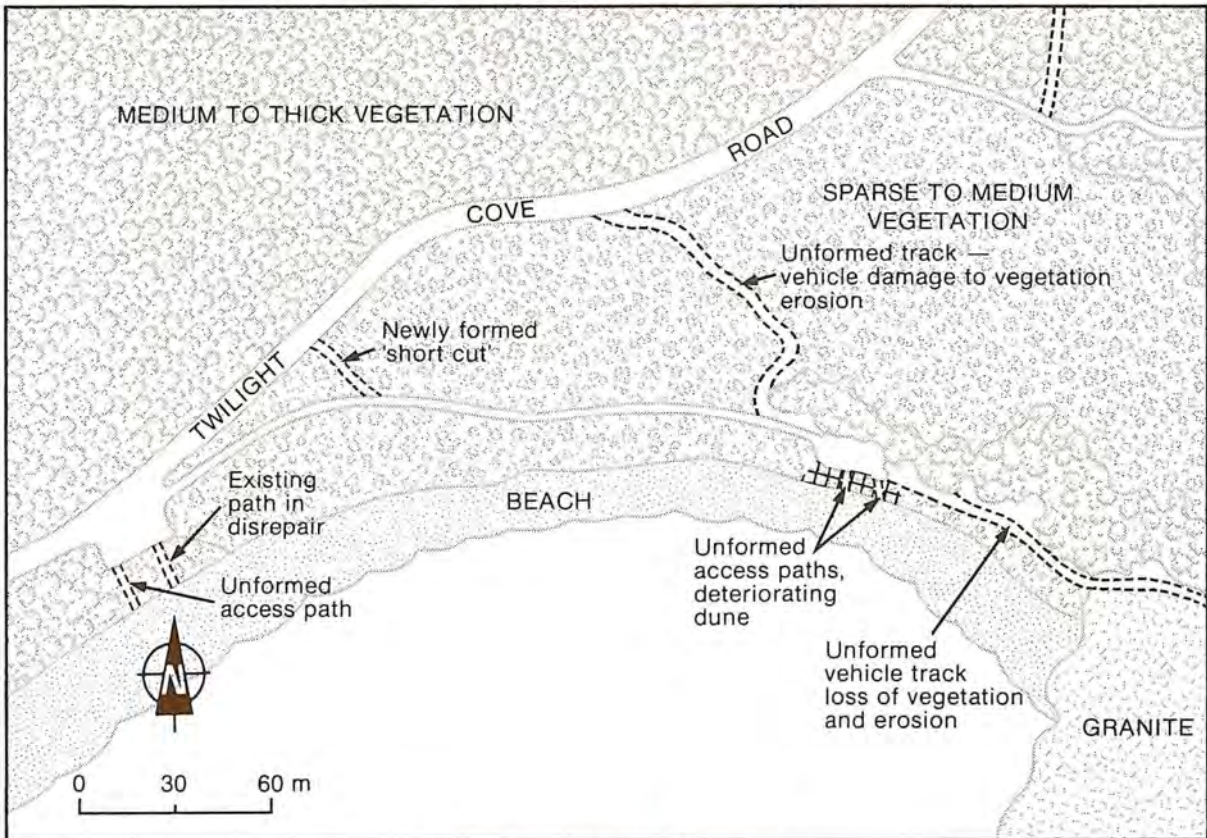 MEDIUM TO THICK VEGETATION
TWILIGHT
COVE
ROAD
SPARSE TO MEDIUM
VEGETATION
Unformed track —
vehicle damage to vegetation
erosion
Newly formed
'short cut'
Existing
path in
disrepair
Unformed
access path
BEACH
Unformed
access paths,
deteriorating
dune
Unformed
vehicle track
loss of vegetation
and erosion
GRANITE
N
0 30 60 m